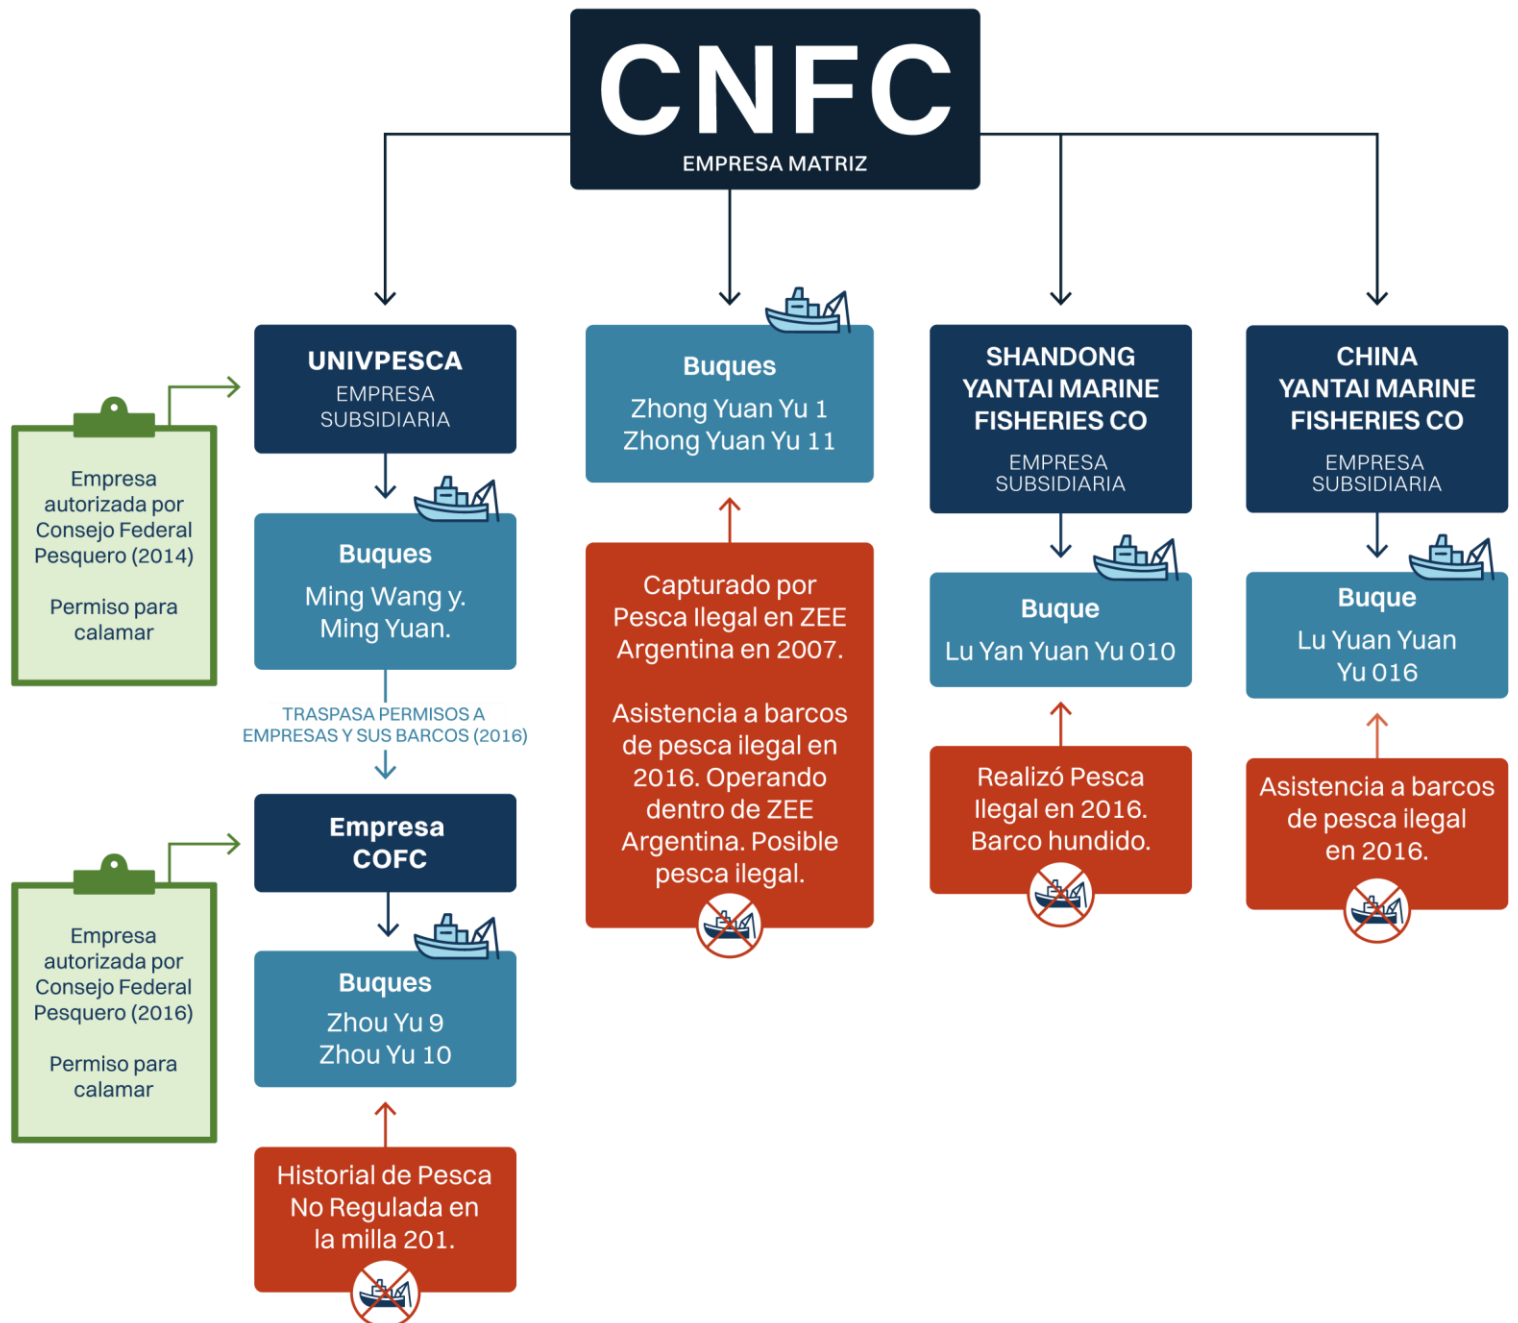 CNFC
EMPRESA MATRIZ
UNIVPESCA
EMPRESA
SUBSIDIARIA
Empresa
autorizada por
Consejo Federal
Pesquero (2014)
Permiso para
calamar
Buques
Ming Wang y.
Ming Yuan.
TRASPASA PERMISOS A
EMPRESAS Y SUS BARCOS (2016)
Empresa
COFC
Empresa
autorizada por
Consejo Federal
Pesquero (2016)
Permiso para
calamar
Buques
Zhou Yu 9
Zhou Yu 10
Historial de Pesca
No Regulada en
la milla 201.
Buques
Zhong Yuan Yu 1
Zhong Yuan Yu 11
Capturado por
Pesca Ilegal en ZEE
Argentina en 2007.
Asistencia a barcos
de pesca ilegal en
2016. Operando
dentro de ZEE
Argentina. Posible
pesca ilegal.
SHANDONG
YANTAI MARINE
FISHERIES CO
EMPRESA
SUBSIDIARIA
Buque
Lu Yan Yuan Yu 010
Realizó Pesca
Ilegal en 2016.
Barco hundido.
CHINA
YANTAI MARINE
FISHERIES CO
EMPRESA
SUBSIDIARIA
Buque
Lu Yuan Yuan
Yu 016
Asistencia a barcos
de pesca ilegal
en 2016.